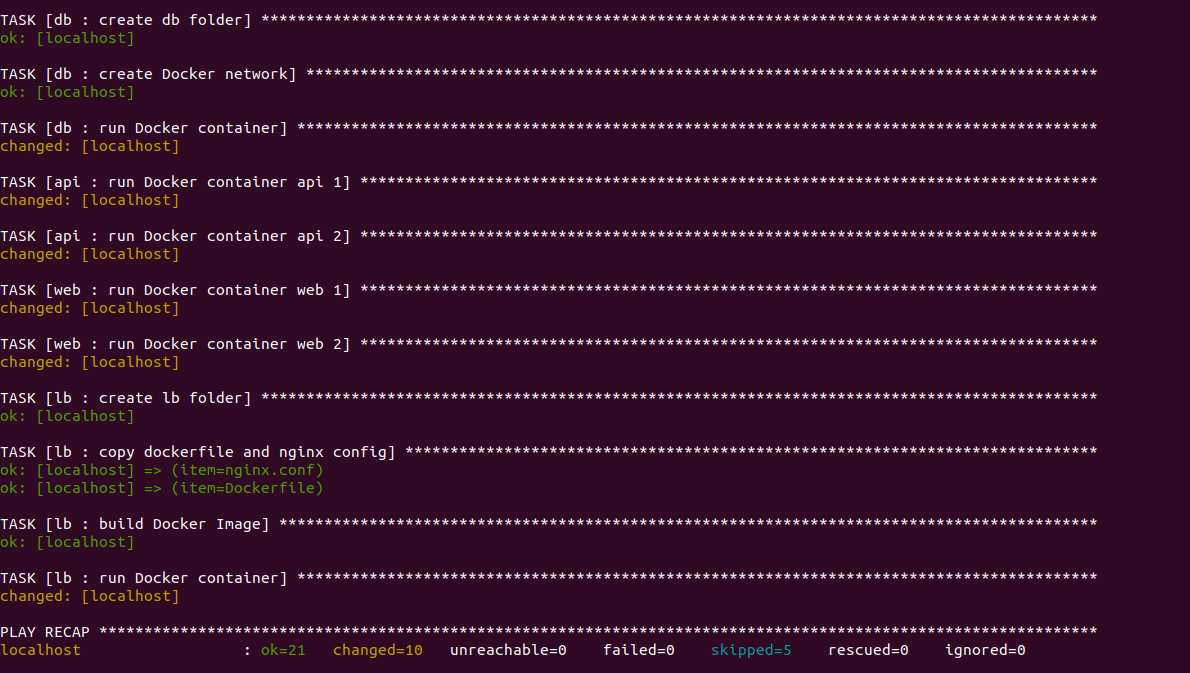 TASK [db : create db folder] *********************************************************************************************
ok: [localhost]
TASK [db : create Docker network] ****************************************************************************************
ok: [localhost]
TASK [db : run Docker container] *****************************************************************************************
changed: [localhost]
TASK [api : run Docker container api 1] **********************************************************************************
changed: [localhost]
TASK [api : run Docker container api 2] **********************************************************************************
changed: [localhost]
TASK [web : run Docker container web 1] **********************************************************************************
changed: [localhost]
TASK [web : run Docker container web 2] **********************************************************************************
changed: [localhost]
TASK [lb : create lb folder] *********************************************************************************************
ok: [localhost]
TASK [lb : copy dockerfile and nginx config] *****************************************************************************
ok: [localhost] => (item=nginx.conf)
ok: [localhost] => (item=Dockerfile)
TASK [lb : build Docker Image] *******************************************************************************************
ok: [localhost]
TASK [lb : run Docker container] *****************************************************************************************
changed: [localhost]
PLAY RECAP ***************************************************************************************************************
localhost                  : ok=21   changed=10   unreachable=0    failed=0    skipped=5    rescued=0    ignored=0